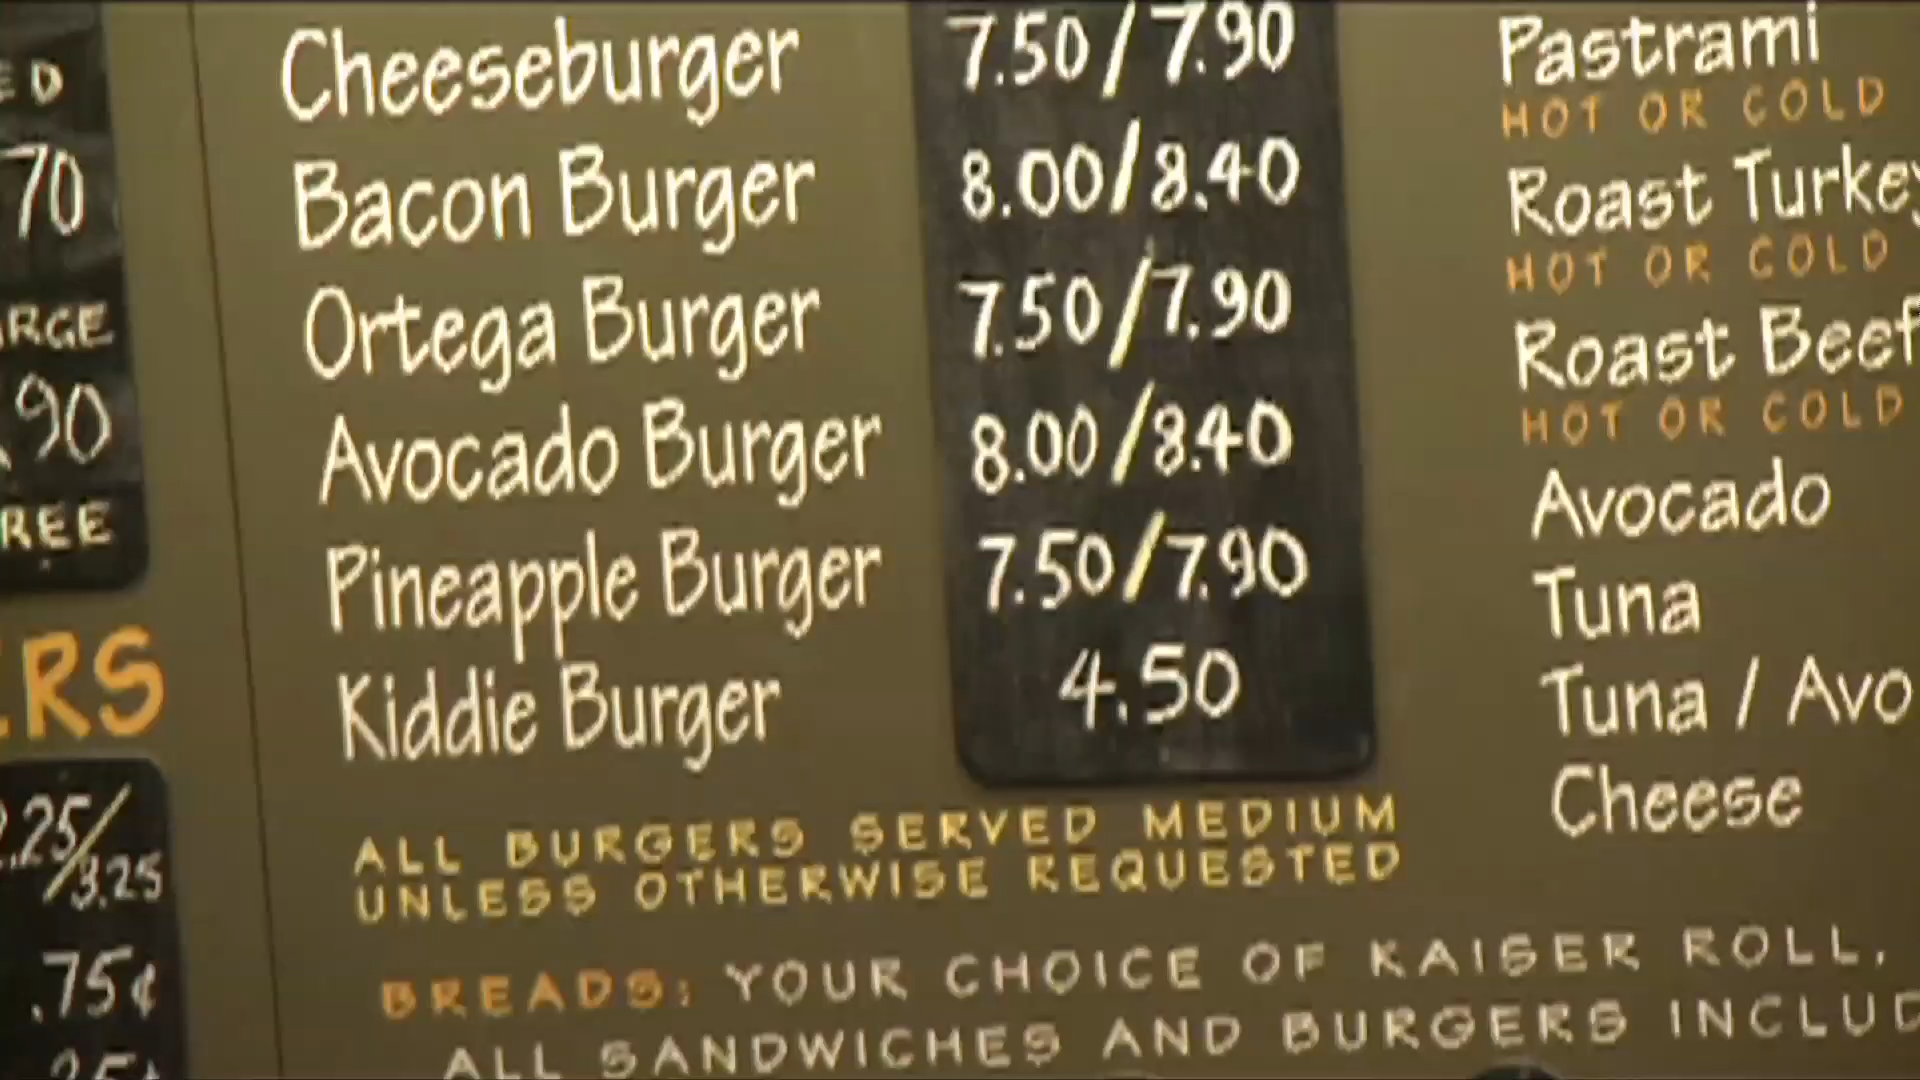 ED
70
ARGE
.90
FREE
ERS
2.25/3.25
.75¢
Cheeseburger 7.50/7.90
Bacon Burger 8.00/8.40
Ortega Burger 7.50/7.90
Avocado Burger 8.00/8.40
Pineapple Burger 7.50/7.90
Kiddie Burger 4.50
ALL BURGERS SERVED MEDIUM
UNLESS OTHERWISE REQUESTED
Pastrami
HOT OR COLD
Roast Turkey
HOT OR COLD
Roast Beef
HOT OR COLD
Avocado
Tuna
Tuna / Avo
Cheese
BREADS: YOUR CHOICE OF KAISER ROLL,
ALL SANDWICHES AND BURGERS INCLUD